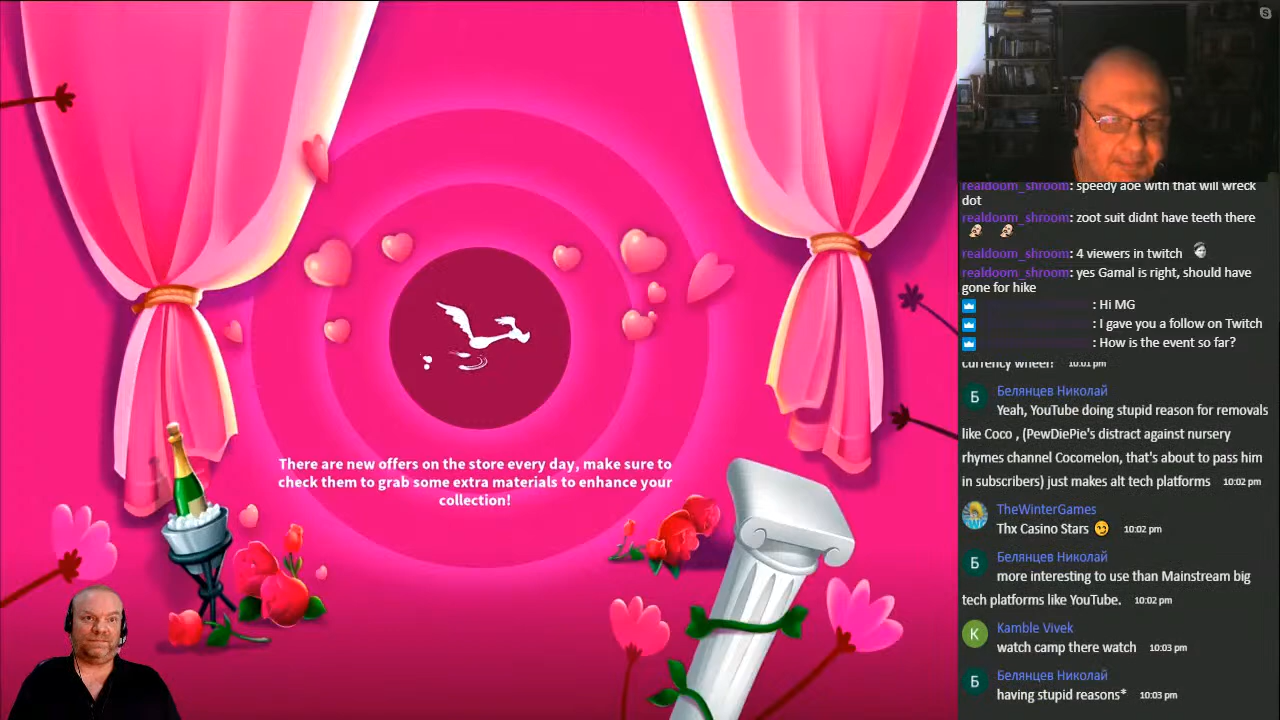 There are new offers on the store every day, make sure to
check them to grab some extra materials to enhance your
collection!
realdoom_shroom: speedy aoe with that will wreck
dot
realdoom_shroom: zoot suit didnt have teeth there
realdoom_shroom: 4 viewers in twitch
realdoom_shroom: yes Gamal is right, should have
gone for hike
: Hi MG
: I gave you a follow on Twitch
: How is the event so far?
currency wheel! 10:01 pm
Б Белянцев Николай
Yeah, YouTube doing stupid reason for removals
like Coco , (PewDiePie's distract against nursery
rhymes channel Cocomelon, that's about to pass him
in subscribers) just makes alt tech platforms 10:02 pm
TheWinterGames
Thx Casino Stars 10:02 pm
Б Белянцев Николай
more interesting to use than Mainstream big
tech platforms like YouTube. 10:02 pm
K Kamble Vivek
watch camp there watch 10:03 pm
Б Белянцев Николай
having stupid reasons* 10:03 pm